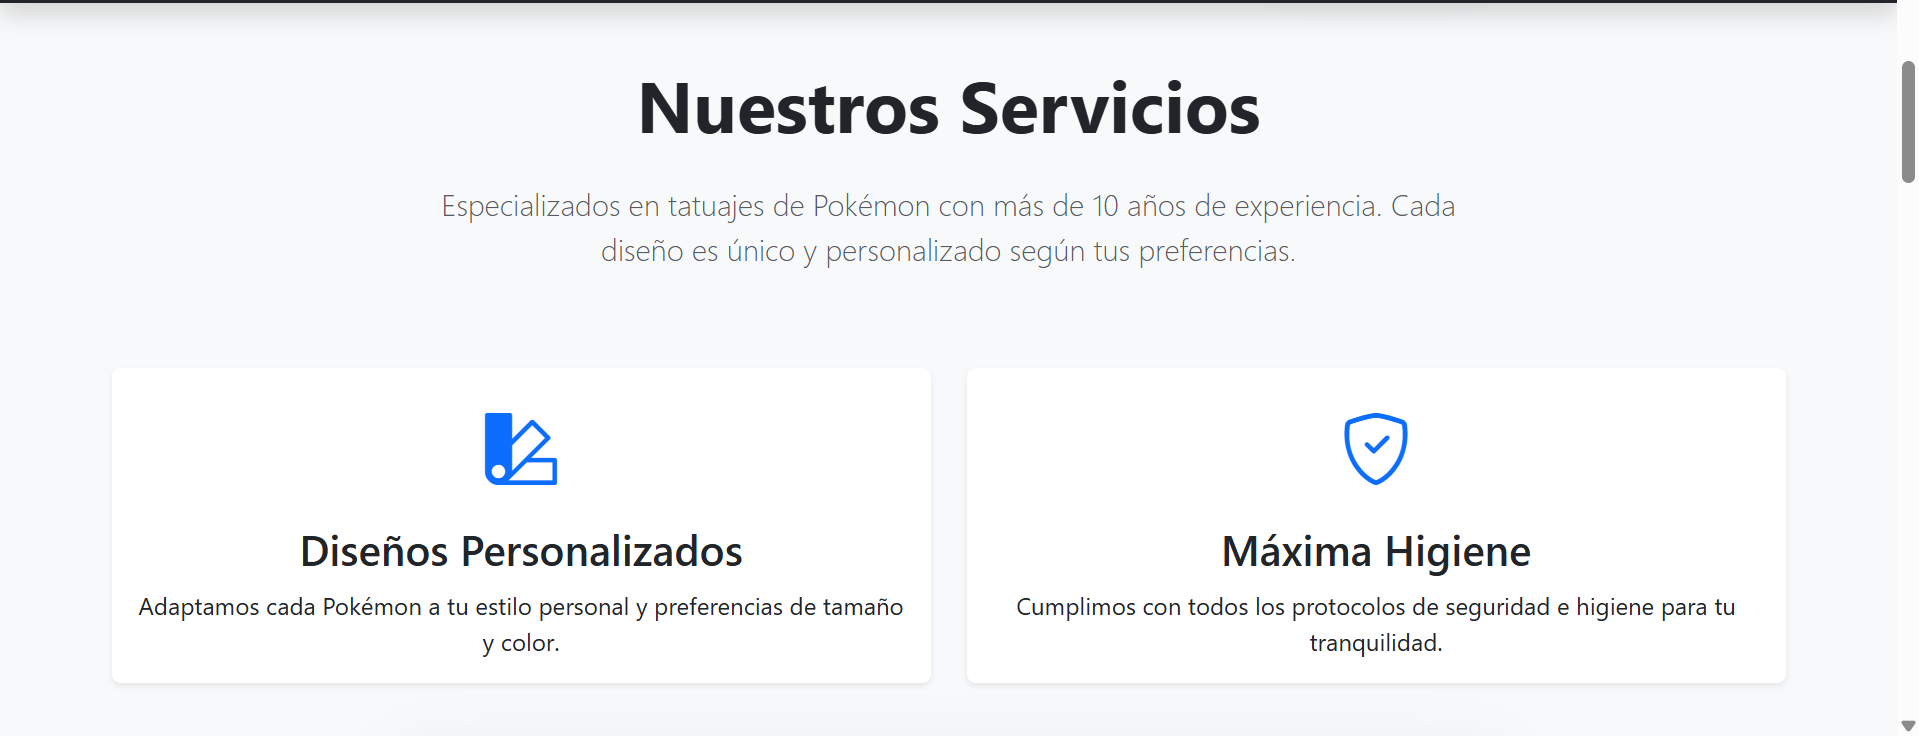 Nuestros Servicios
Especializados en tatuajes de Pokémon con más de 10 años de experiencia. Cada
diseño es único y personalizado según tus preferencias.
Diseños Personalizados
Adaptamos cada Pokémon a tu estilo personal y preferencias de tamaño
y color.
Máxima Higiene
Cumplimos con todos los protocolos de seguridad e higiene para tu
tranquilidad.